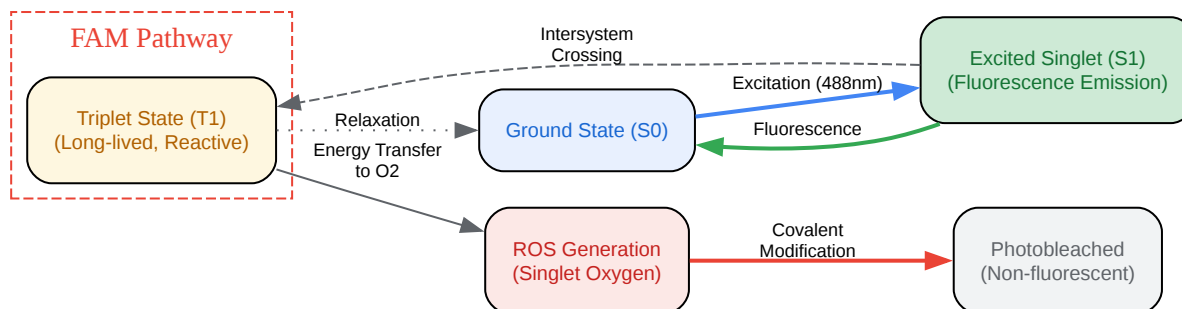 FAM Pathway
Intersystem
Crossing
Excited Singlet (S1)
(Fluorescence Emission)
Excitation (488nm)
Triplet State (T1)
(Long-lived, Reactive)
Relaxation
Ground State (S0)
Fluorescence
Energy Transfer
to O2
ROS Generation
(Singlet Oxygen)
Covalent
Modification
Photobleached
(Non-fluorescent)